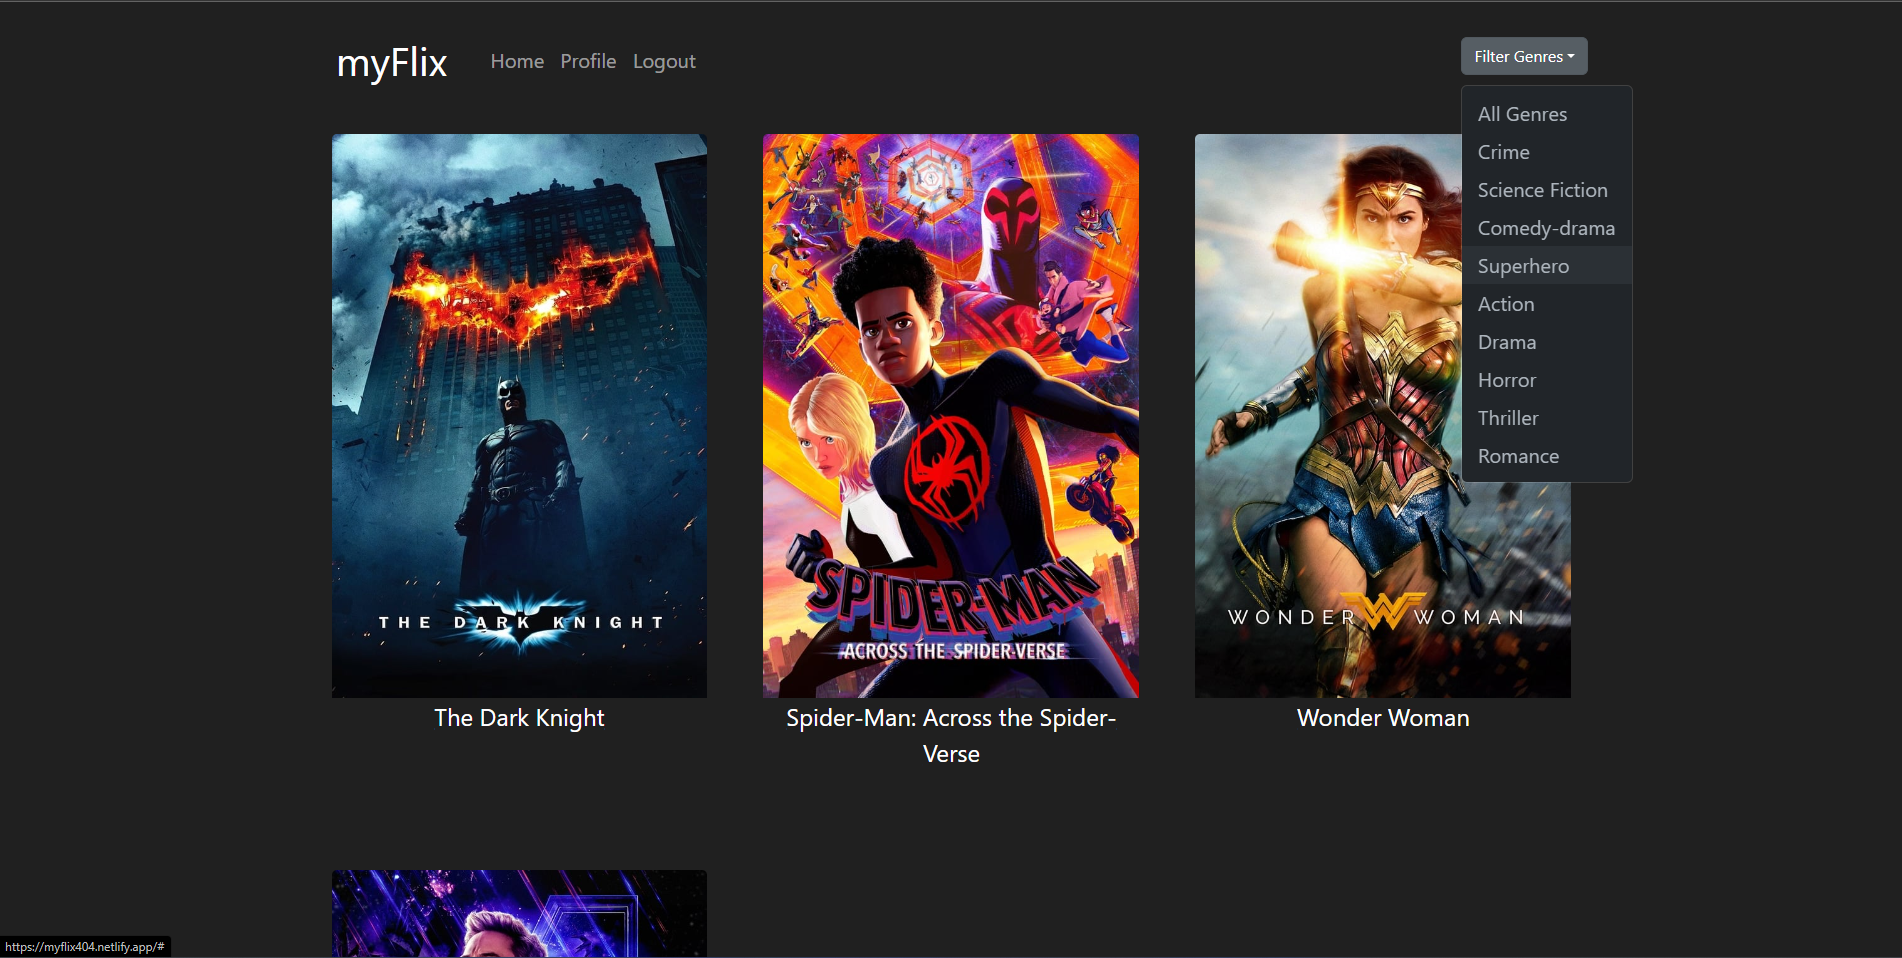 myFlix
Home
Profile
Logout
Filter Genres
All Genres
Crime
Science Fiction
Comedy-drama
Superhero
Action
Drama
Horror
Thriller
Romance
THE DARK KNIGHT
SPIDER-MAN
ACROSS THE SPIDER-VERSE
WONDER WOMAN
The Dark Knight
Spider-Man: Across the Spider-
Verse
Wonder Woman
https://myflix404.netlify.app/#